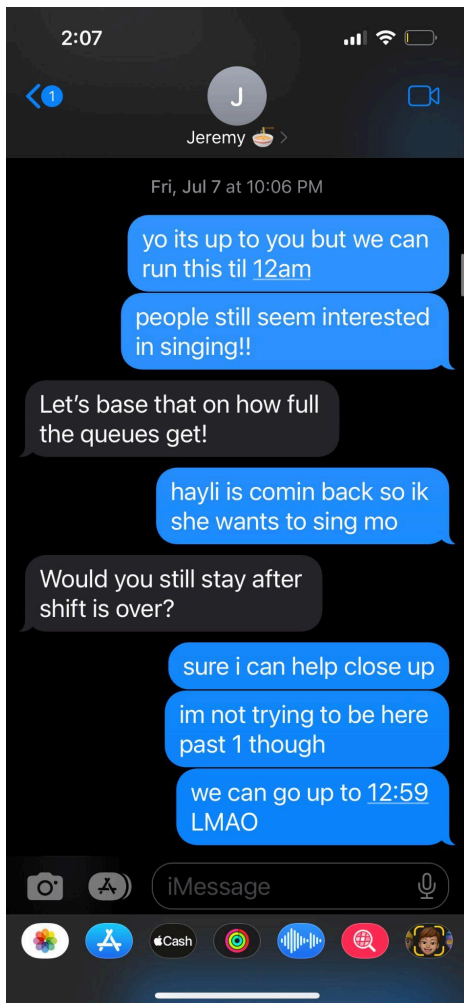 2:07
1
J
Jeremy 🍜 >
Fri, Jul 7 at 10:06 PM
yo its up to you but we can
run this til 12am
people still seem interested
in singing!!
Let's base that on how full
the queues get!
hayli is comin back so ik
she wants to sing mo
Would you still stay after
shift is over?
sure i can help close up
im not trying to be here
past 1 though
we can go up to 12:59
LMAO
iMessage
Cash